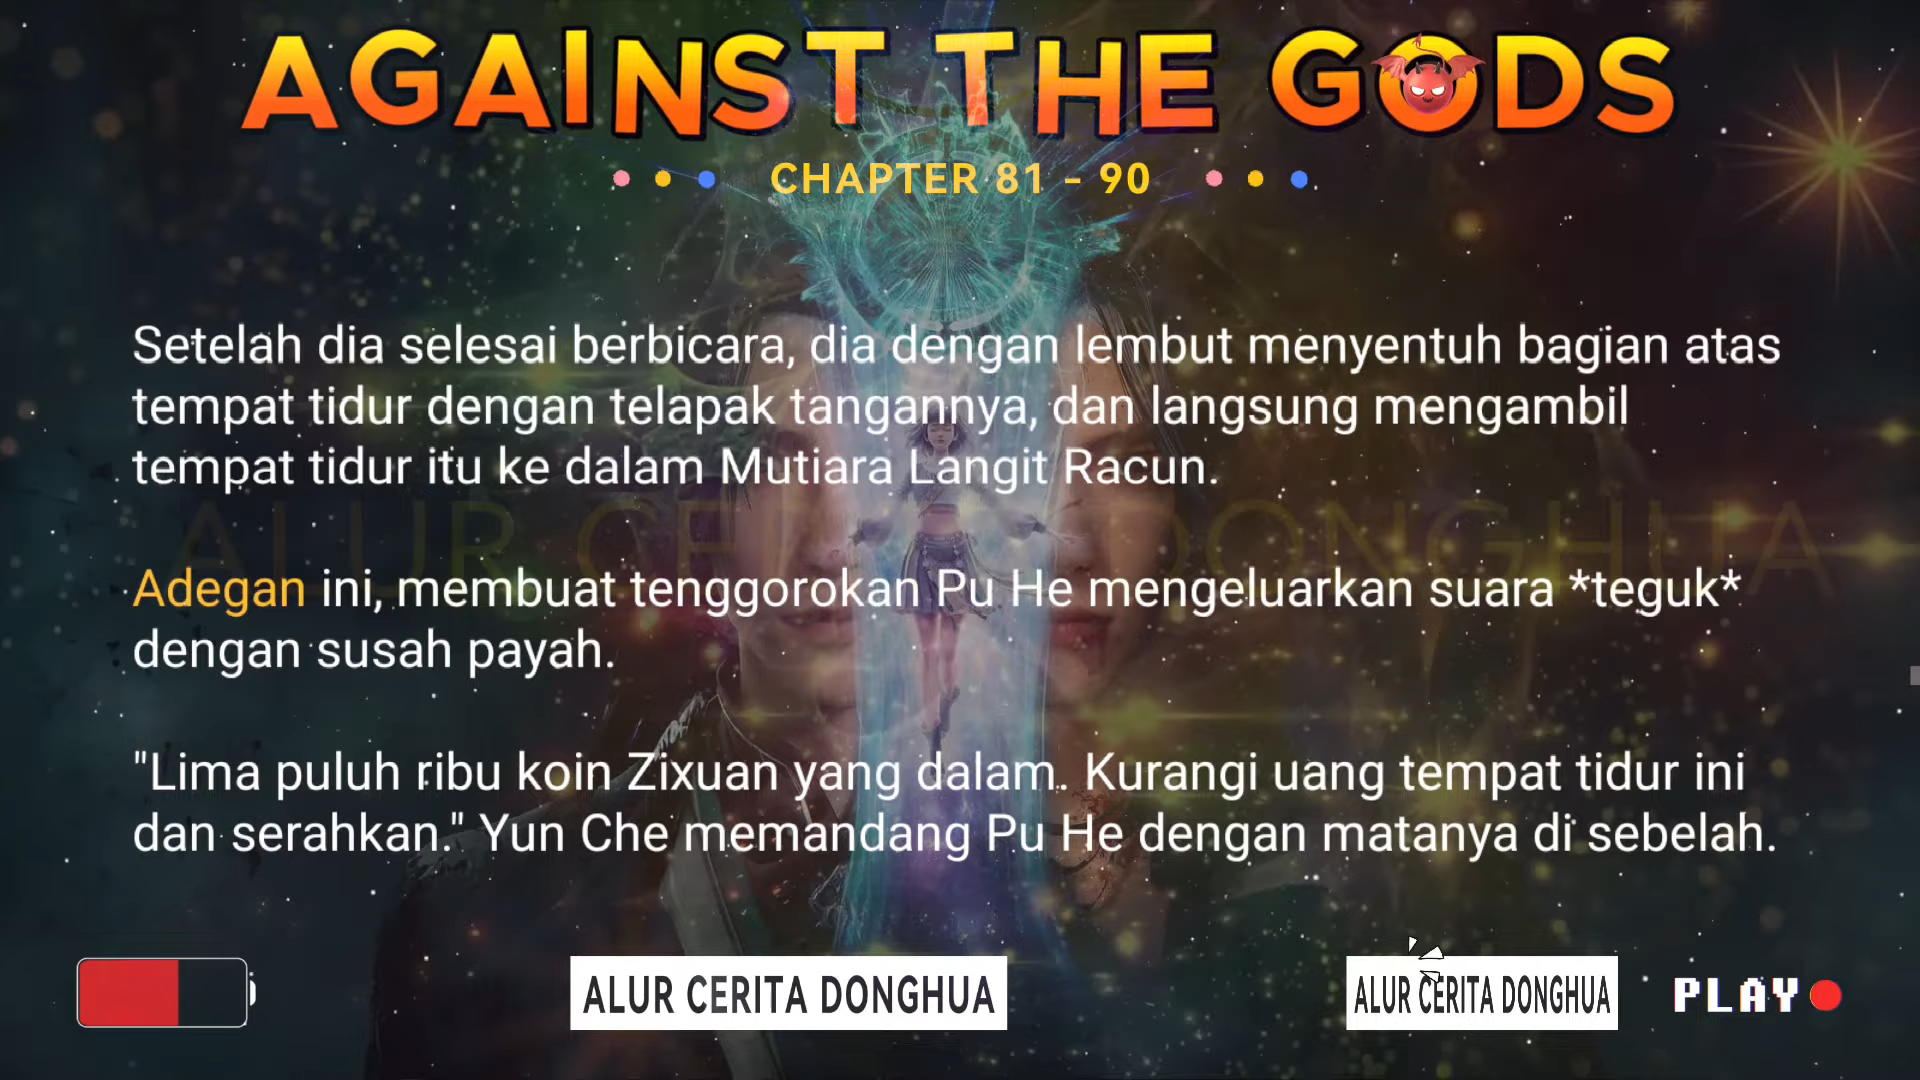 AGAINST THE GODS
CHAPTER 81 - 90
Setelah dia selesai berbicara, dia dengan lembut menyentuh bagian atas
tempat tidur dengan telapak tangannya, dan langsung mengambil
tempat tidur itu ke dalam Mutiara Langit Racun.
ALUR CERITA DONGHUA
Adegan ini, membuat tenggorokan Pu He mengeluarkan suara *teguk*
dengan susah payah.
"Lima puluh ribu koin Zixuan yang dalam. Kurangi uang tempat tidur ini
dan serahkan." Yun Che memandang Pu He dengan matanya di sebelah.
ALUR CERITA DONGHUA
ALUR CERITA DONGHUA
PLAY